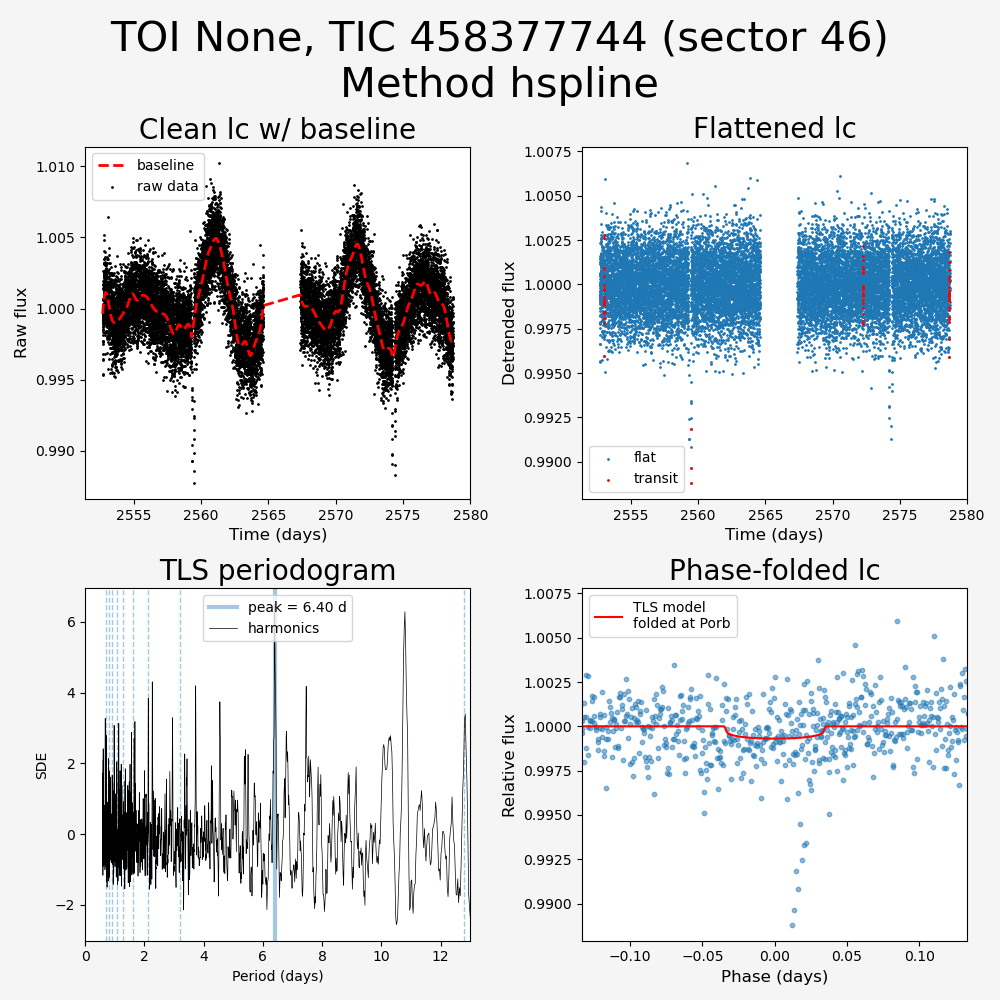 TOI None, TIC 458377744 (sector 46)
Method hspline
Clean lc w/ baseline
Flattened lc
baseline
raw data
1.010
1.005
1.000
0.995
0.990
Raw flux
2555
2560
2565
2570
2575
2580
Time (days)
1.0075
1.0050
1.0025
1.0000
0.9975
0.9950
0.9925
0.9900
Detrended flux
flat
transit
2555
2560
2565
2570
2575
2580
Time (days)
TLS periodogram
Phase-folded lc
peak = 6.40 d
harmonics
6
4
2
0
−2
SDE
0
2
4
6
8
10
12
Period (days)
TLS model
folded at Porb
1.0075
1.0050
1.0025
1.0000
0.9975
0.9950
0.9925
0.9900
Relative flux
−0.10
−0.05
0.00
0.05
0.10
Phase (days)